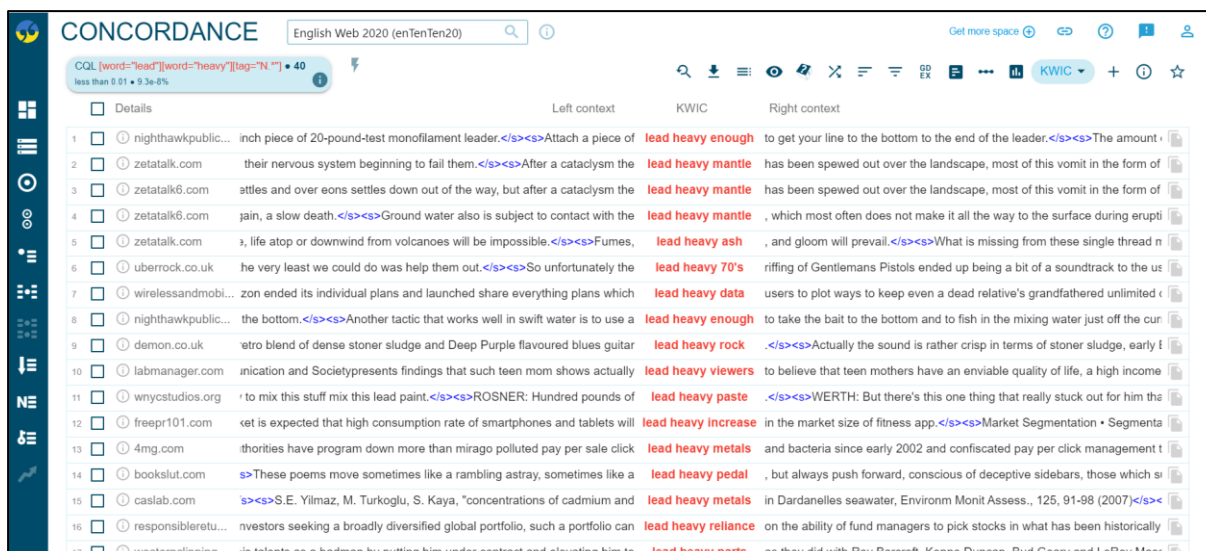 CONCORDANCE English Web 2020 (enTenTen20) Get more space
CQL [word="lead"][word="heavy"][tag="N.*"] ● 40
less than 0.01 ● 9.3e-8%
GD EX KWIC
Details Left context KWIC Right context
1 nighthawkpublic... inch piece of 20-pound-test monofilament leader.</s><s>Attach a piece of lead heavy enough to get your line to the bottom to the end of the leader.</s><s>The amount
2 zetatalk.com their nervous system beginning to fail them.</s><s>After a cataclysm the lead heavy mantle has been spewed out over the landscape, most of this vomit in the form of
3 zetatalk6.com ettles and over eons settles down out of the way, but after a cataclysm the lead heavy mantle has been spewed out over the landscape, most of this vomit in the form of
4 zetatalk6.com gain, a slow death.</s><s>Ground water also is subject to contact with the lead heavy mantle , which most often does not make it all the way to the surface during erupti
5 zetatalk.com e, life atop or downwind from volcanoes will be impossible.</s><s>Fumes, lead heavy ash , and gloom will prevail.</s><s>What is missing from these single thread
6 uberrock.co.uk he very least we could do was help them out.</s><s>So unfortunately the lead heavy 70's riffing of Gentlemans Pistols ended up being a bit of a soundtrack to the us
7 wirelessandmobi... zon ended its individual plans and launched share everything plans which lead heavy data users to plot ways to keep even a dead relative's grandfathered unlimited
8 nighthawkpublic... the bottom.</s><s>Another tactic that works well in swift water is to use a lead heavy enough to take the bait to the bottom and to fish in the mixing water just off the curr
9 demon.co.uk etro blend of dense stoner sludge and Deep Purple flavoured blues guitar lead heavy rock .</s><s>Actually the sound is rather crisp in terms of stoner sludge, early
10 labmanager.com unication and Societypresents findings that such teen mom shows actually lead heavy viewers to believe that teen mothers have an enviable quality of life, a high income
11 wnycstudios.org to mix this stuff mix this lead paint.</s><s>ROSNER: Hundred pounds of lead heavy paste .</s><s>WERTH: But there's this one thing that really stuck out for him tha
12 freepr101.com ket is expected that high consumption rate of smartphones and tablets will lead heavy increase in the market size of fitness app.</s><s>Market Segmentation • Segmenta
13 4mg.com thorities have program down more than mirago polluted pay per sale click lead heavy metals and bacteria since early 2002 and confiscated pay per click management t
14 bookslut.com s>These poems move sometimes like a rambling astray, sometimes like a lead heavy pedal , but always push forward, conscious of deceptive sidebars, those which
15 caslab.com /s><s>S.E. Yilmaz, M. Turkoglu, S. Kaya, "concentrations of cadmium and lead heavy metals in Dardanelles seawater, Environm Monit Assess., 125, 91-98 (2007)</s><
16 responsibleretu... nvestors seeking a broadly diversified global portfolio, such a portfolio can lead heavy reliance on the ability of fund managers to pick stocks in what has been historically